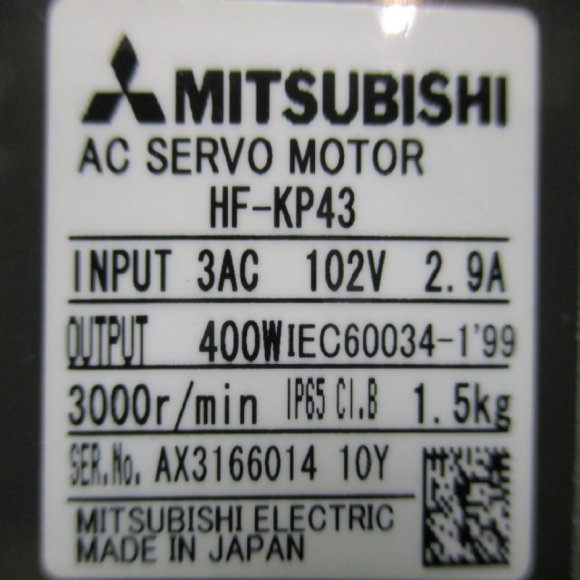 MITSUBISHI
AC SERVO MOTOR
HF-KP43
INPUT 3AC 102V 2.9A
OUTPUT 400W IEC60034-1'99
3000r/min IP65 CI.B 1.5kg
SER.No. AX3166014 10Y
MITSUBISHI ELECTRIC
MADE IN JAPAN